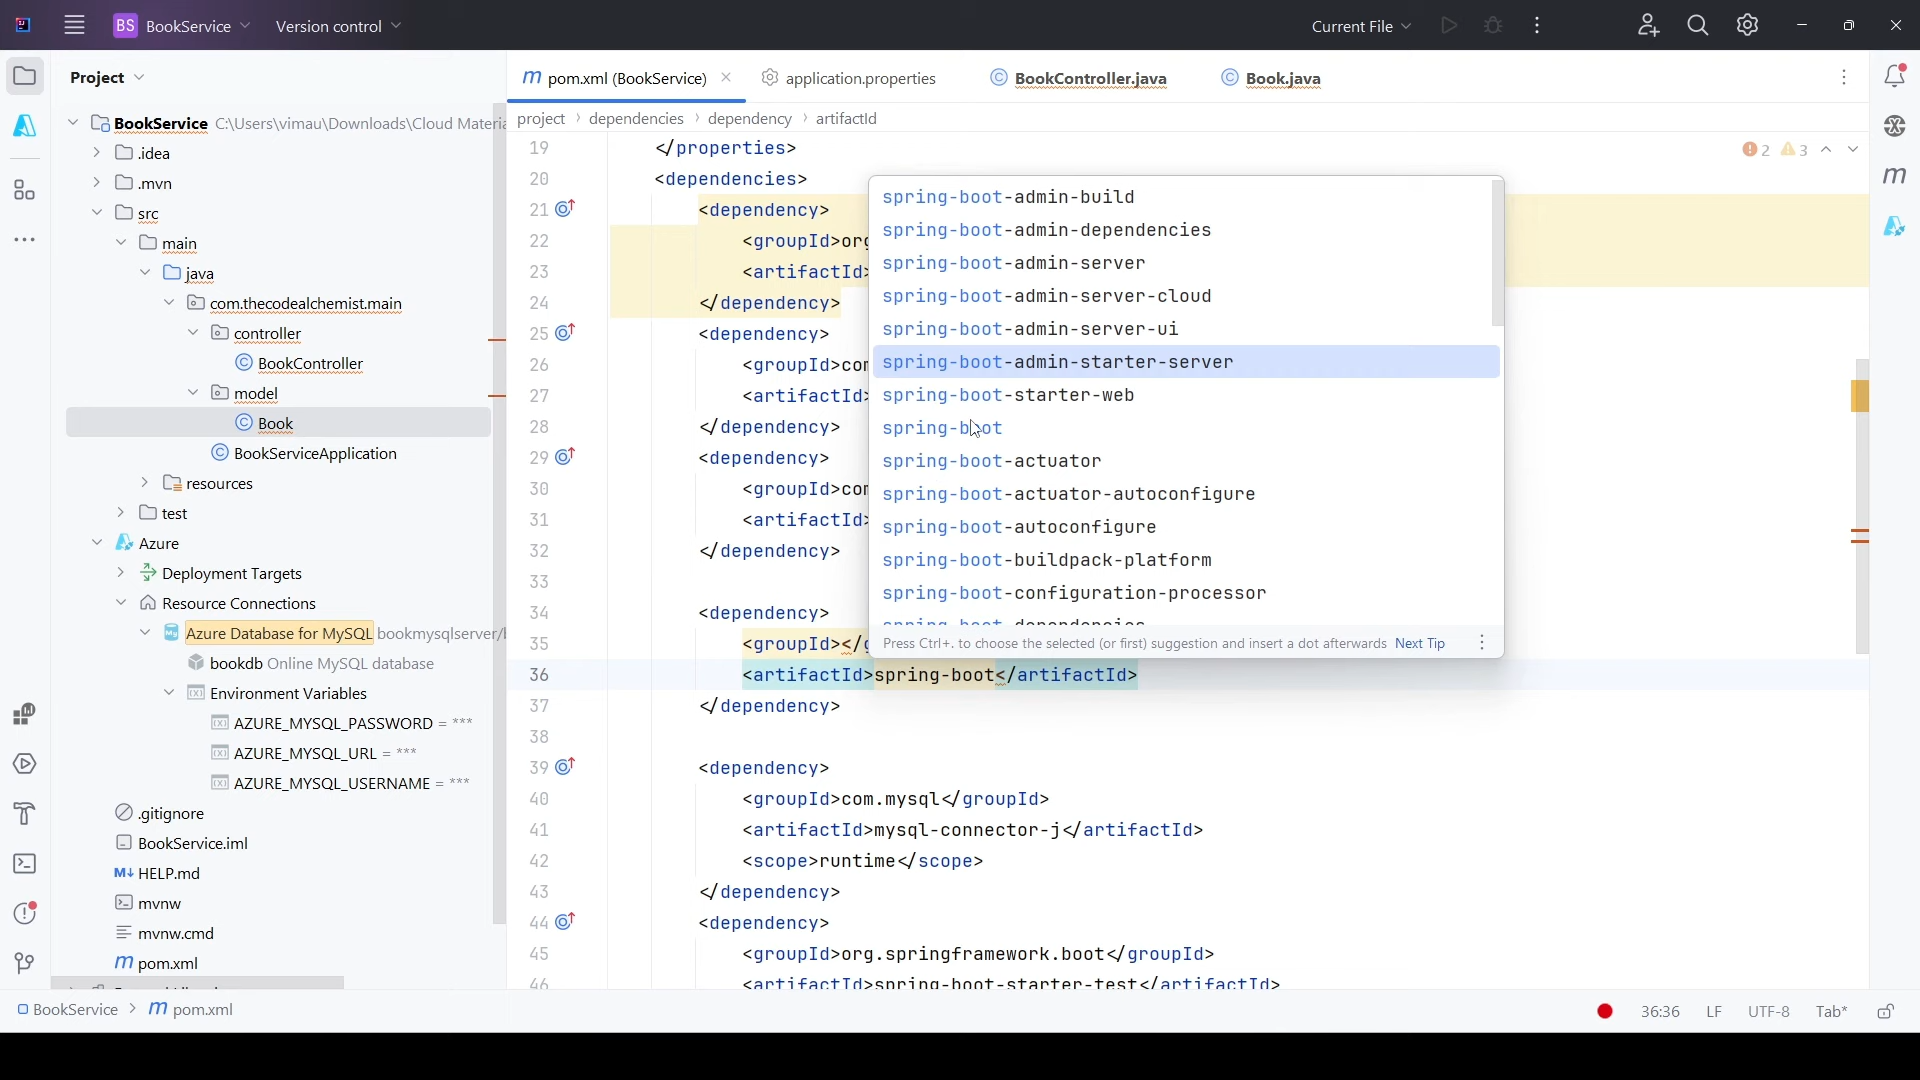 BS BookService Version control Current File
Project
pom.xml (BookService) application.properties BookController.java Book.java
BookService C:\Users\vimau\Downloads\Cloud Materia
.idea
.mvn
src
main
java
com.thecodealchemist.main
controller
BookController
model
Book
BookServiceApplication
resources
test
Azure
Deployment Targets
Resource Connections
Azure Database for MySQL bookmysqlserver/
bookdb Online MySQL database
Environment Variables
AZURE_MYSQL_PASSWORD = ***
AZURE_MYSQL_URL = ***
AZURE_MYSQL_USERNAME = ***
.gitignore
BookService.iml
M↓ HELP.md
mvnw
mvnw.cmd
m pom.xml
project > dependencies > dependency > artifactId
2 3
19 </properties>
20 <dependencies>
21 <dependency>
22 <groupId>org
23 <artifactId>
24 </dependency>
25 <dependency>
26 <groupId>com
27 <artifactId>
28 </dependency>
29 <dependency>
30 <groupId>com
31 <artifactId>
32 </dependency>
33
34 <dependency>
35 <groupId></g
36 <artifactId>spring-boot</artifactId>
37 </dependency>
38
39 <dependency>
40 <groupId>com.mysql</groupId>
41 <artifactId>mysql-connector-j</artifactId>
42 <scope>runtime</scope>
43 </dependency>
44 <dependency>
45 <groupId>org.springframework.boot</groupId>
46 <artifactId>spring-boot-starter-test</artifactId>
spring-boot-admin-build
spring-boot-admin-dependencies
spring-boot-admin-server
spring-boot-admin-server-cloud
spring-boot-admin-server-ui
spring-boot-admin-starter-server
spring-boot-starter-web
spring-boot
spring-boot-actuator
spring-boot-actuator-autoconfigure
spring-boot-autoconfigure
spring-boot-buildpack-platform
spring-boot-configuration-processor
spring-boot-dependencies
Press Ctrl+. to choose the selected (or first) suggestion and insert a dot afterwards Next Tip
BookService > m pom.xml
36:36 LF UTF-8 Tab*